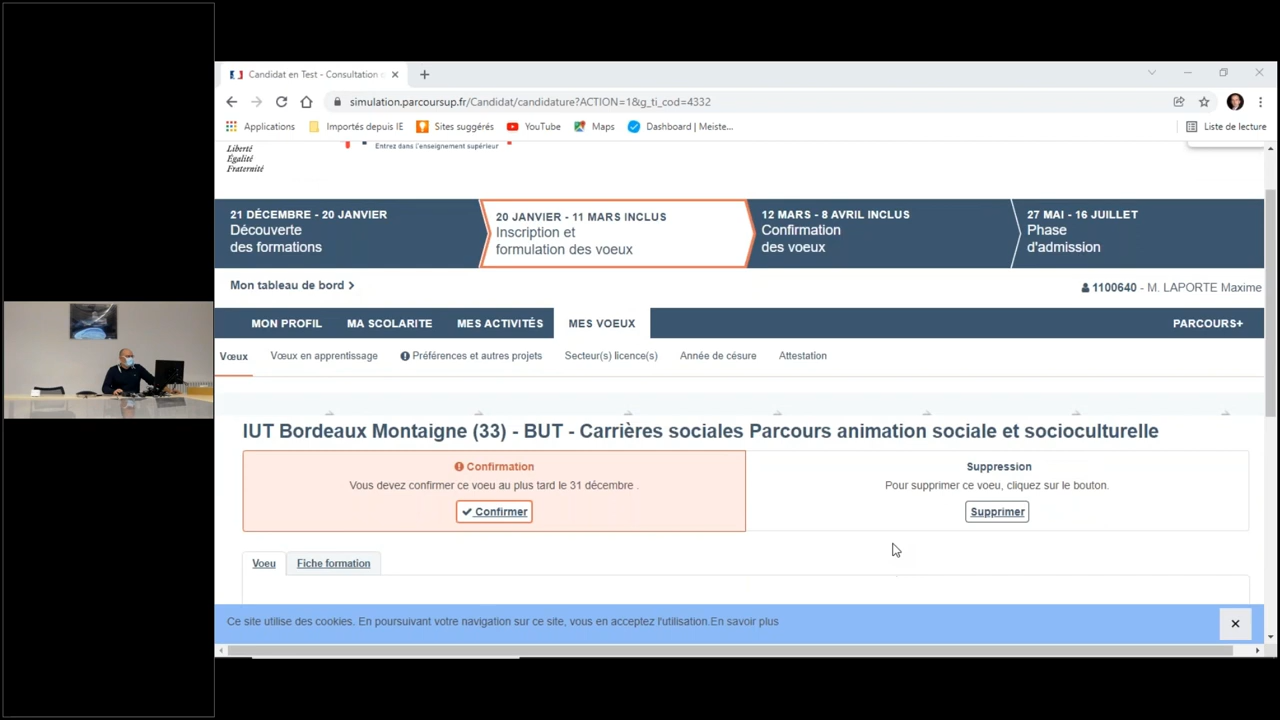 Candidat en Test - Consultation
simulation.parcoursup.fr/Candidat/candidature?ACTION=1&g_ti_cod=4332
Applications Importés depuis IE Sites suggérés YouTube Maps Dashboard | Meiste... Liste de lecture
Liberté
Égalité
Fraternité
Entrez dans l'enseignement supérieur
21 DÉCEMBRE - 20 JANVIER
Découverte
des formations
20 JANVIER - 11 MARS INCLUS
Inscription et
formulation des voeux
12 MARS - 8 AVRIL INCLUS
Confirmation
des voeux
27 MAI - 16 JUILLET
Phase
d'admission
Mon tableau de bord
1100640 - M. LAPORTE Maxime
MON PROFIL MA SCOLARITE MES ACTIVITÉS MES VOEUX PARCOURS+
Vœux Vœux en apprentissage Préférences et autres projets Secteur(s) licence(s) Année de césure Attestation
IUT Bordeaux Montaigne (33) - BUT - Carrières sociales Parcours animation sociale et socioculturelle
Confirmation
Vous devez confirmer ce voeu au plus tard le 31 décembre .
Confirmer
Suppression
Pour supprimer ce voeu, cliquez sur le bouton.
Supprimer
Voeu Fiche formation
Ce site utilise des cookies. En poursuivant votre navigation sur ce site, vous en acceptez l'utilisation.En savoir plus